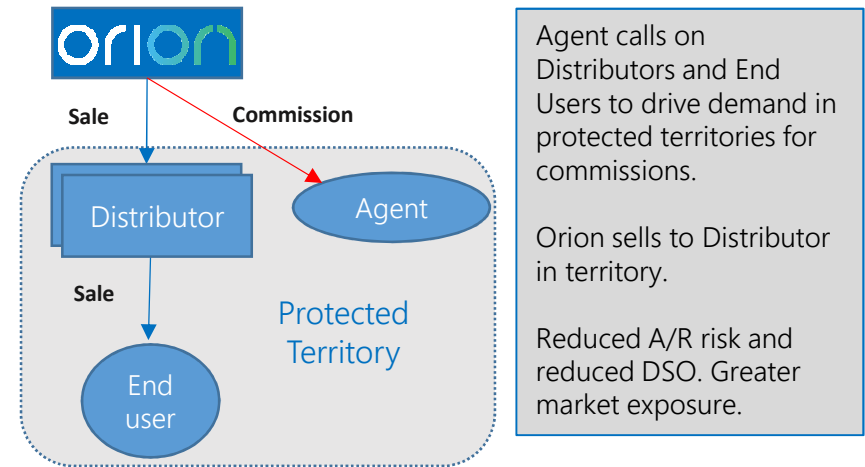 orion
Sale
Commission
Distributor
Agent
Sale
Protected
Territory
End
user
Agent calls on
Distributors and End
Users to drive demand in
protected territories for
commissions.
Orion sells to Distributor
in territory.
Reduced A/R risk and
reduced DSO. Greater
market exposure.